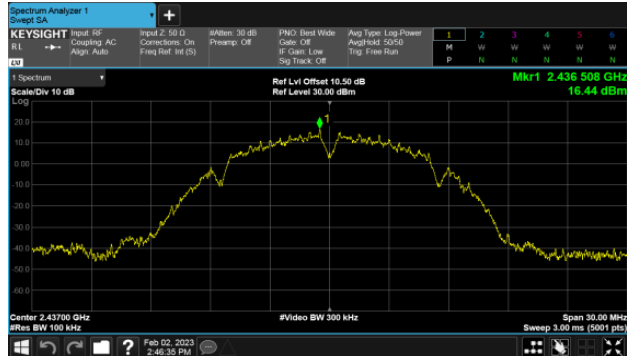 Spectrum Analyzer 1
Swept SA
+
KEYSIGHT Input: RF Input Z: 50 Ω #Atten: 30 dB PNO: Best Wide Avg Type: Log-Power 1 2 3 4 5 6
RL Coupling: AC Corrections: On Preamp: Off Gate: Off Avg|Hold: 50/50 M W W W W W
Align: Auto Freq Ref: Int (S) IF Gain: Low Trig: Free Run
Sig Track: Off P N N N N N
LXI
1 Spectrum Ref Lvl Offset 10.50 dB Mkr1 2.436 508 GHz
Scale/Div 10 dB Ref Level 30.00 dBm 16.44 dBm
Log
1
20.0
10.0
0.00
-10.0
-20.0
-30.0
-40.0
-50.0
-60.0
Center 2.43700 GHz #Video BW 300 kHz Span 30.00 MHz
#Res BW 100 kHz Sweep 3.00 ms (5001 pts)
? Feb 02, 2023
2:46:35 PM